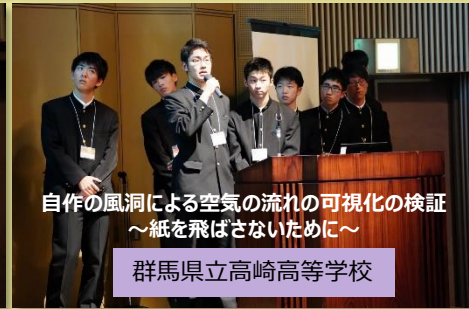 自作の風洞による空気の流れの可視化の検証
～紙を飛ばさないために～
群馬県立高崎高等学校